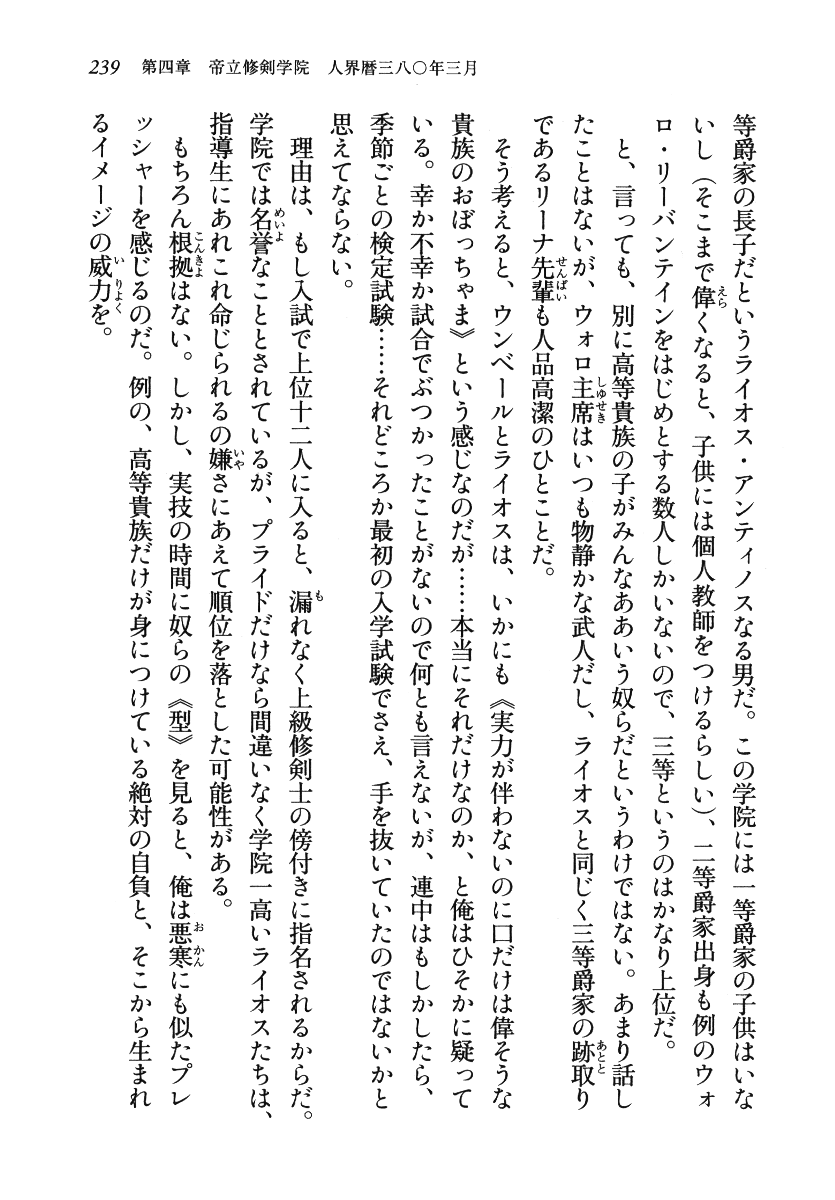 239 第四章 帝立修剣学院 人界暦三八〇年三月
等爵家の長子だというライオス・アンティノスなる男だ。この学院には一等爵家の子供はいな
いし（そこまで偉くなると、子供には個人教師をつけるらしい）、二等爵家出身も例のウォ
ロ・リーバンテインをはじめとする数人しかいないので、三等というのはかなり上位だ。
と、言っても、別に高等貴族の子がみんなああいう奴らだというわけではない。あまり話し
たことはないが、ウォロ主席はいつも物静かな武人だし、ライオスと同じく三等爵家の跡取り
であるリーナ先輩も人品高潔のひとことだ。
そう考えると、ウンベールとライオスは、いかにも《実力が伴わないのに口だけは偉そうな
貴族のおぼっちゃま》という感じなのだが……本当にそれだけなのか、と俺はひそかに疑って
いる。幸か不幸か試合でぶつかったことがないので何とも言えないが、連中はもしかしたら、
季節ごとの検定試験……それどころか最初の入学試験でさえ、手を抜いていたのではないかと
思えてならない。
理由は、もし入試で上位十二人に入ると、漏れなく上級修剣士の傍付きに指名されるからだ。
学院では名誉なこととされているが、プライドだけなら間違いなく学院一高いライオスたちは、
指導生にあれこれ命じられるの嫌さにあえて順位を落とした可能性がある。
もちろん根拠はない。しかし、実技の時間に奴らの《型》を見ると、俺は悪寒にも似たプレ
ッシャーを感じるのだ。例の、高等貴族だけが身につけている絶対の自負と、そこから生まれ
るイメージの威力を。